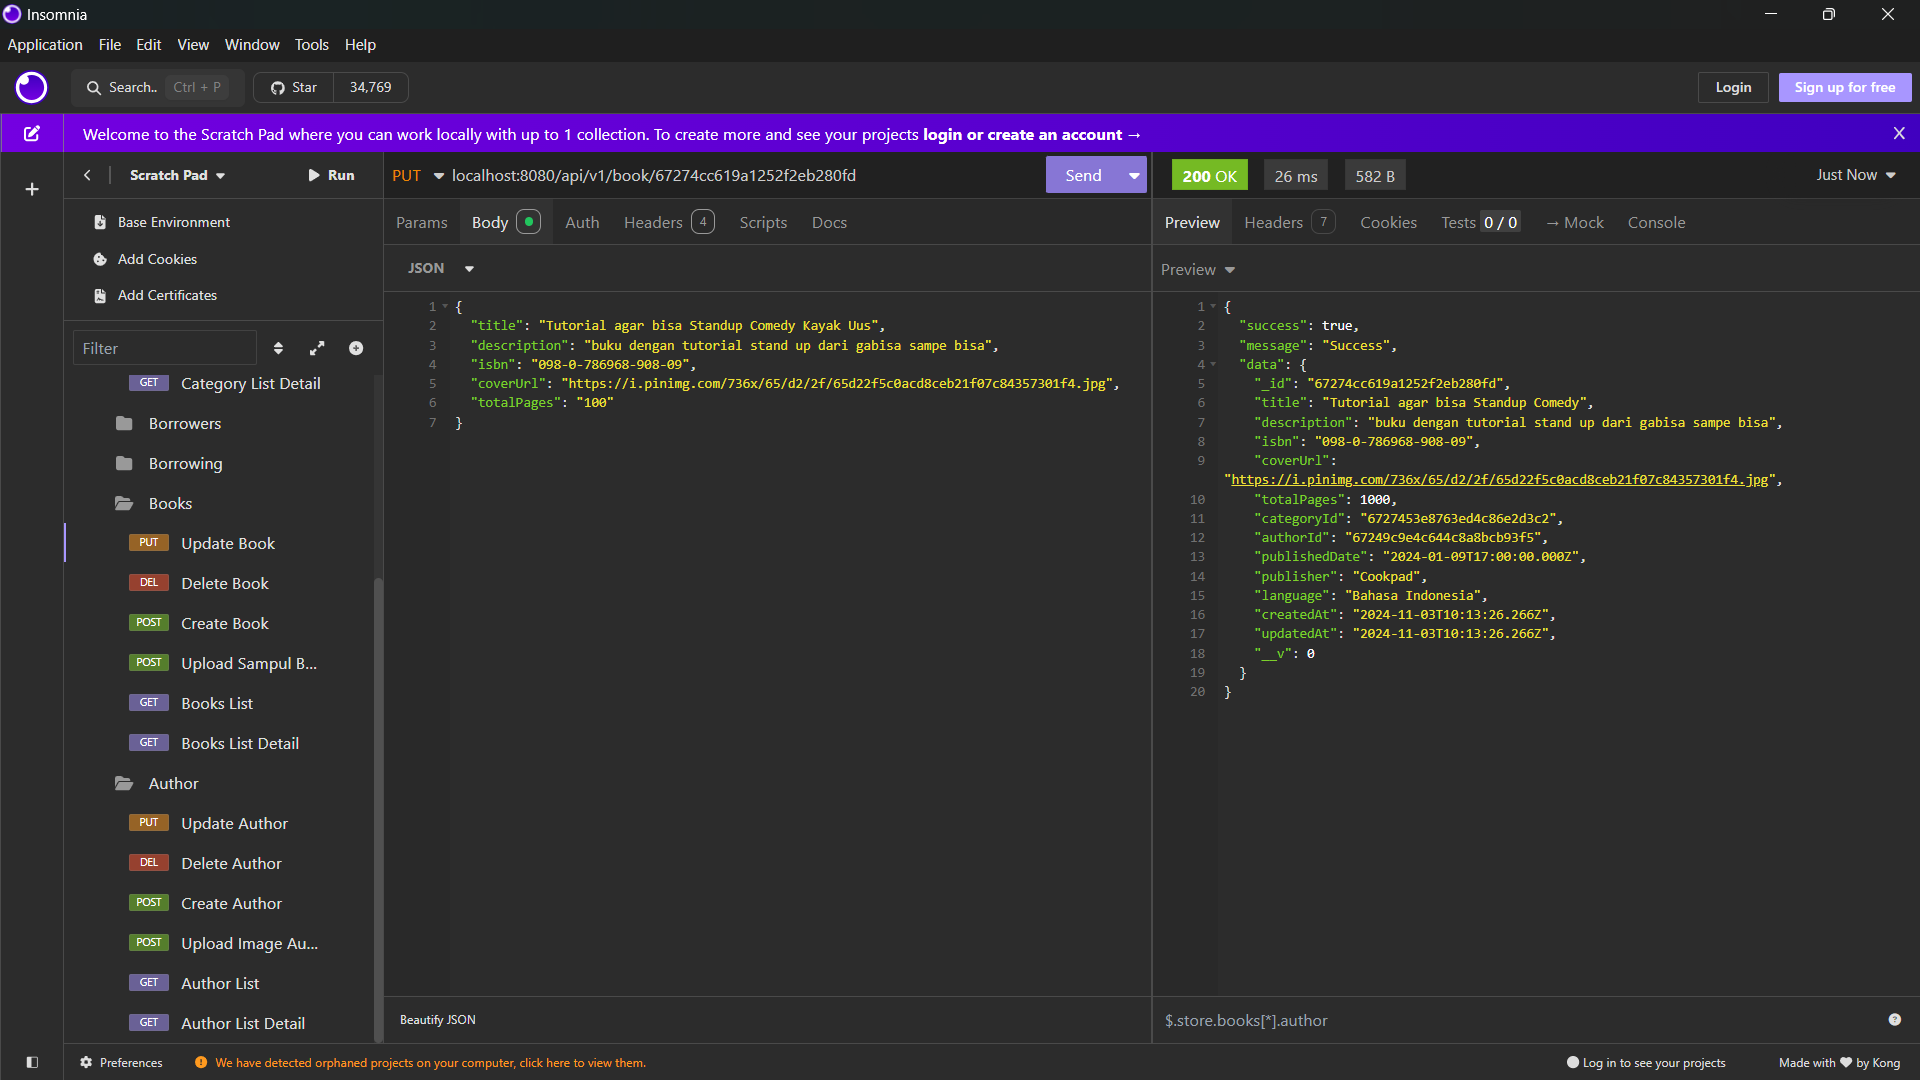 Insomnia
Application File Edit View Window Tools Help
Search.. Ctrl + P Star 34,769 Login Sign up for free
Welcome to the Scratch Pad where you can work locally with up to 1 collection. To create more and see your projects login or create an account →
Scratch Pad Run
Base Environment
Add Cookies
Add Certificates
Filter
GET Category List Detail
Borrowers
Borrowing
Books
PUT Update Book
DEL Delete Book
POST Create Book
POST Upload Sampul B...
GET Books List
GET Books List Detail
Author
PUT Update Author
DEL Delete Author
POST Create Author
POST Upload Image Au...
GET Author List
GET Author List Detail
PUT localhost:8080/api/v1/book/67274cc619a1252f2eb280fd Send
Params Body Auth Headers 4 Scripts Docs
JSON
1 {
2 "title": "Tutorial agar bisa Standup Comedy Kayak Uus",
3 "description": "buku dengan tutorial stand up dari gabisa sampe bisa",
4 "isbn": "098-0-786968-908-09",
5 "coverUrl": "https://i.pinimg.com/736x/65/d2/2f/65d22f5c0acd8ceb21f07c84357301f4.jpg",
6 "totalPages": "100"
7 }
Beautify JSON
200 OK 26 ms 582 B Just Now
Preview Headers 7 Cookies Tests 0 / 0 → Mock Console
Preview
1 {
2 "success": true,
3 "message": "Success",
4 "data": {
5 "_id": "67274cc619a1252f2eb280fd",
6 "title": "Tutorial agar bisa Standup Comedy",
7 "description": "buku dengan tutorial stand up dari gabisa sampe bisa",
8 "isbn": "098-0-786968-908-09",
9 "coverUrl":
"https://i.pinimg.com/736x/65/d2/2f/65d22f5c0acd8ceb21f07c84357301f4.jpg",
10 "totalPages": 1000,
11 "categoryId": "6727453e8763ed4c86e2d3c2",
12 "authorId": "67249c9e4c644c8a8bcb93f5",
13 "publishedDate": "2024-01-09T17:00:00.000Z",
14 "publisher": "Cookpad",
15 "language": "Bahasa Indonesia",
16 "createdAt": "2024-11-03T10:13:26.266Z",
17 "updatedAt": "2024-11-03T10:13:26.266Z",
18 "__v": 0
19 }
20 }
$.store.books[*].author
Preferences We have detected orphaned projects on your computer, click here to view them. Log in to see your projects Made with ♥ by Kong